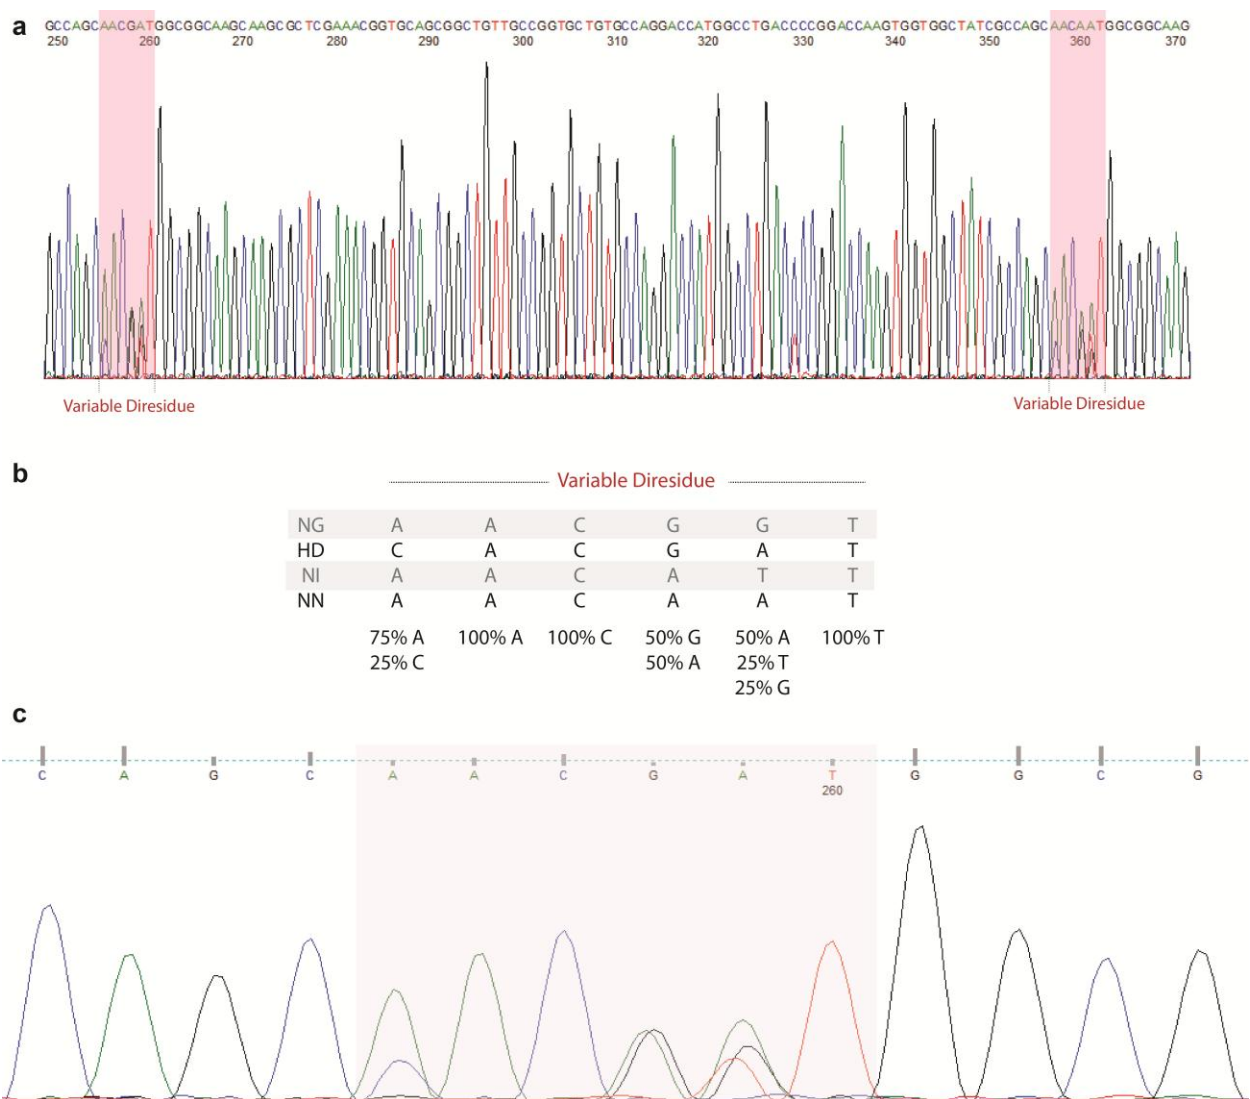 a
GCCAGCAACGATGGCGGCAAGCAAGCGCTCGAAACGGTGCAGCGGCTGTTGCCGGTGCTGTGCCAGGACCATGGCCTGACCCCGGACCAAGTGGTGGCTATCGCCAGCAACAATGGCGGCAAG
250 260 270 280 290 300 310 320 330 340 350 360 370
Variable Diresidue Variable Diresidue
b
Variable Diresidue
NG A A C G G T
HD C A C G A T
NI A A C A T T
NN A A C A A T
75% A 100% A 100% C 50% G 50% A 100% T
25% C 50% A 25% T
25% G
c
C A G C A A C G A T G G C G
260